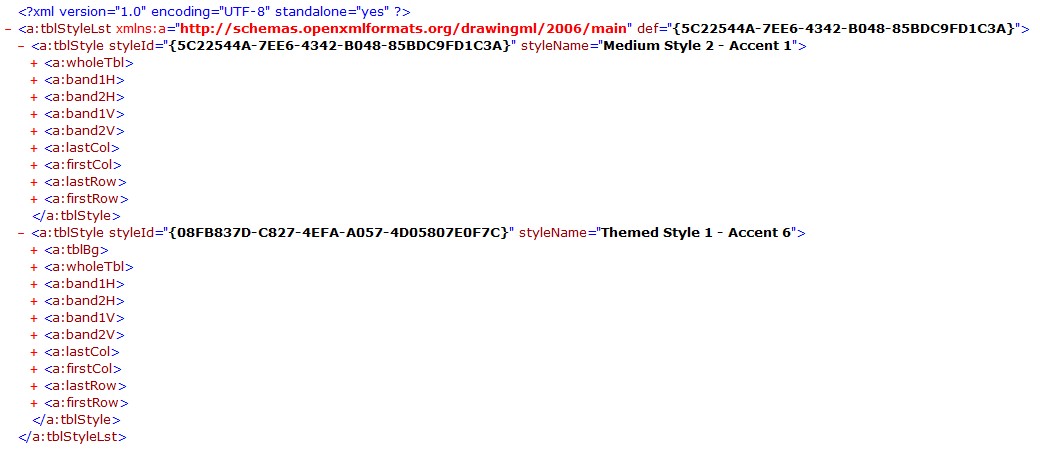 <?xml version="1.0" encoding="UTF-8" standalone="yes" ?>
- <a:tblStyleLst xmlns:a="http://schemas.openxmlformats.org/drawingml/2006/main" def="{5C22544A-7EE6-4342-B048-85BDC9FD1C3A}">
- <a:tblStyle styleId="{5C22544A-7EE6-4342-B048-85BDC9FD1C3A}" styleName="Medium Style 2 - Accent 1">
+ <a:wholeTbl>
+ <a:band1H>
+ <a:band2H>
+ <a:band1V>
+ <a:band2V>
+ <a:lastCol>
+ <a:firstCol>
+ <a:lastRow>
+ <a:firstRow>
</a:tblStyle>
- <a:tblStyle styleId="{08FB837D-C827-4EFA-A057-4D05807E0F7C}" styleName="Themed Style 1 - Accent 6">
+ <a:tblBg>
+ <a:wholeTbl>
+ <a:band1H>
+ <a:band2H>
+ <a:band1V>
+ <a:band2V>
+ <a:lastCol>
+ <a:firstCol>
+ <a:lastRow>
+ <a:firstRow>
</a:tblStyle>
</a:tblStyleLst>